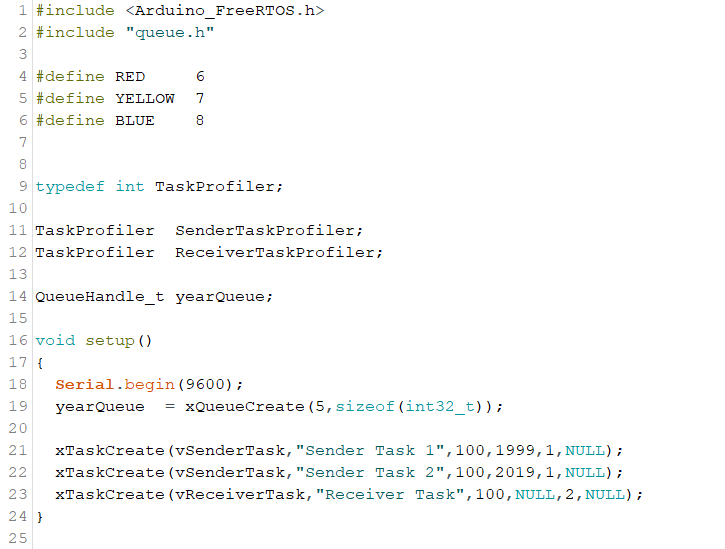 1 #include <Arduino_FreeRTOS.h>
2 #include "queue.h"
3
4 #define RED     6
5 #define YELLOW  7
6 #define BLUE    8
7
8
9 typedef int TaskProfiler;
10
11 TaskProfiler  SenderTaskProfiler;
12 TaskProfiler  ReceiverTaskProfiler;
13
14 QueueHandle_t yearQueue;
15
16 void setup()
17 {
18   Serial.begin(9600);
19   yearQueue  = xQueueCreate(5,sizeof(int32_t));
20
21   xTaskCreate(vSenderTask,"Sender Task 1",100,1999,1,NULL);
22   xTaskCreate(vSenderTask,"Sender Task 2",100,2019,1,NULL);
23   xTaskCreate(vReceiverTask,"Receiver Task",100,NULL,2,NULL);
24 }
25